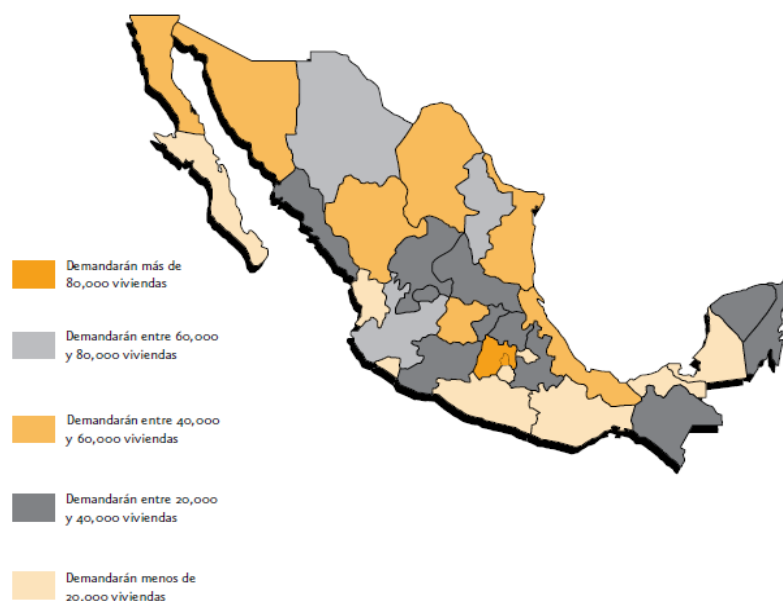 Demandarán más de
80,000 viviendas
Demandarán entre 60,000
y 80,000 viviendas
Demandarán entre 40,000
y 60,000 viviendas
Demandarán entre 20,000
y 40,000 viviendas
Demandarán menos de
20,000 viviendas